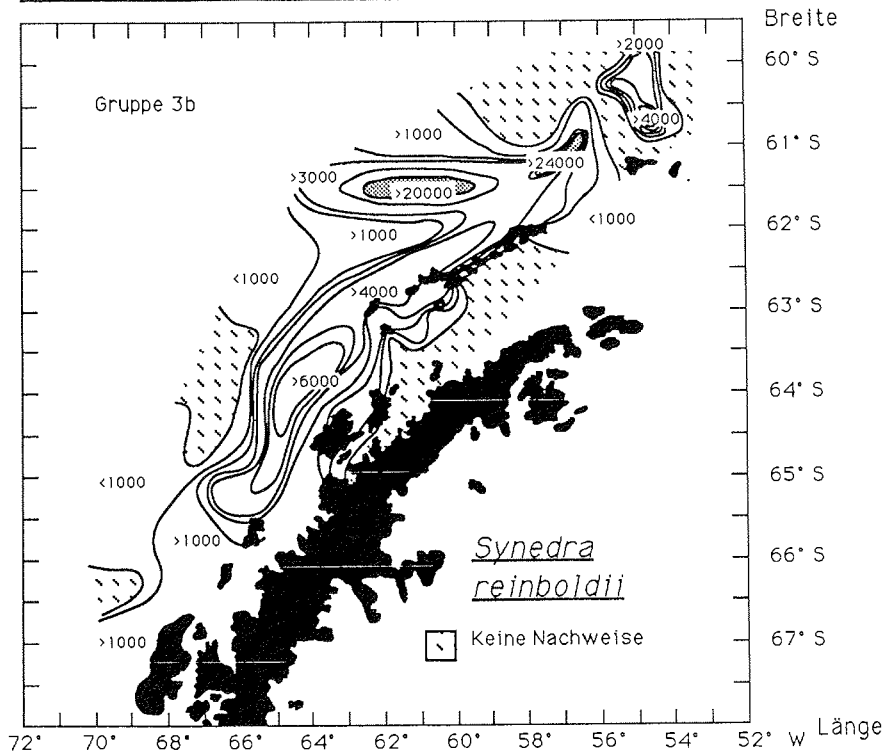 Breite
>2000
60° S
Gruppe 3b
>4000
>1000
61° S
>24000
>3000
>20000
<1000
62° S
>1000
<1000
>4000
63° S
>6000
64° S
<1000
65° S
>1000
Synedra
reinboldii
66° S
Keine Nachweise
>1000
67° S
72° 70° 68° 66° 64° 62° 60° 58° 56° 54° 52° W Länge